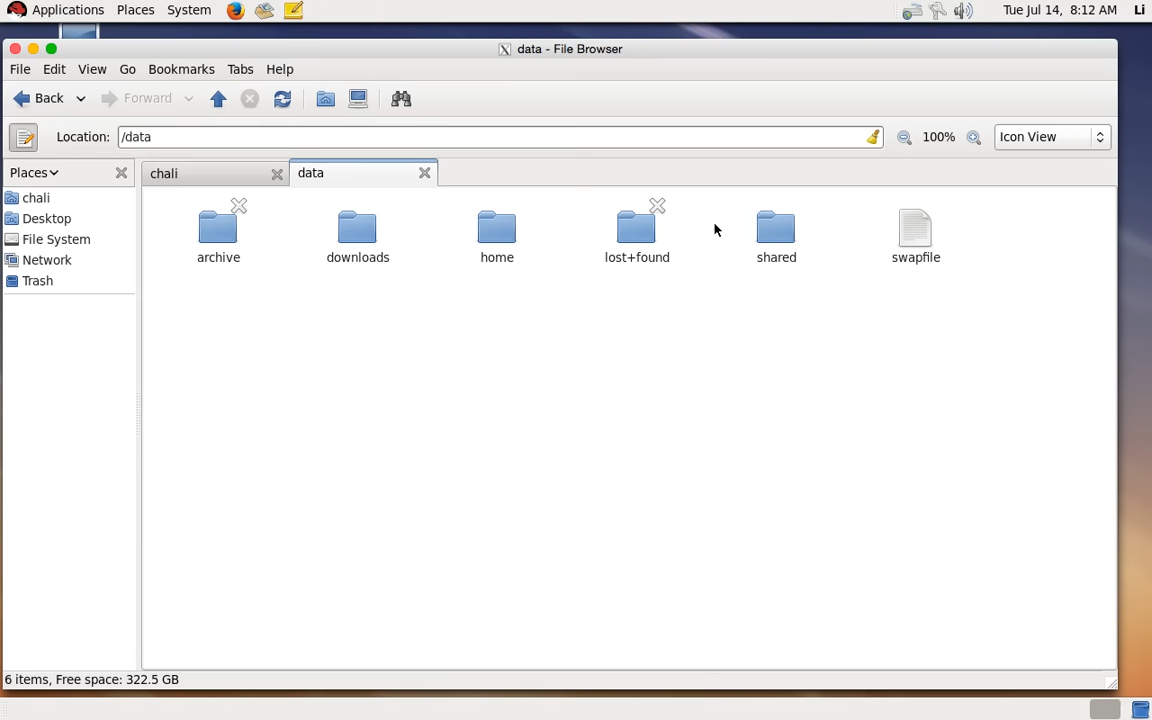 Applications Places System Tue Jul 14, 8:12 AM Li
data - File Browser
File Edit View Go Bookmarks Tabs Help
Back Forward
Location: /data 100% Icon View
Places chali data
chali
Desktop
File System
Network
Trash
archive downloads home lost+found shared swapfile
6 items, Free space: 322.5 GB